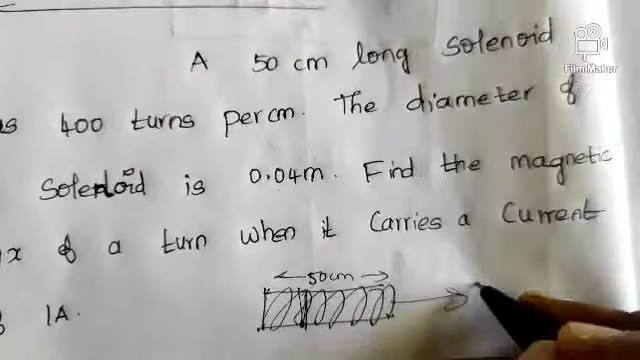 A 50 cm long solenoid
400 turns per cm. The diameter of
solenoid is 0.04m. Find the magnetic
of a turn when it carries a current
1A.
50cm
FilmMaker